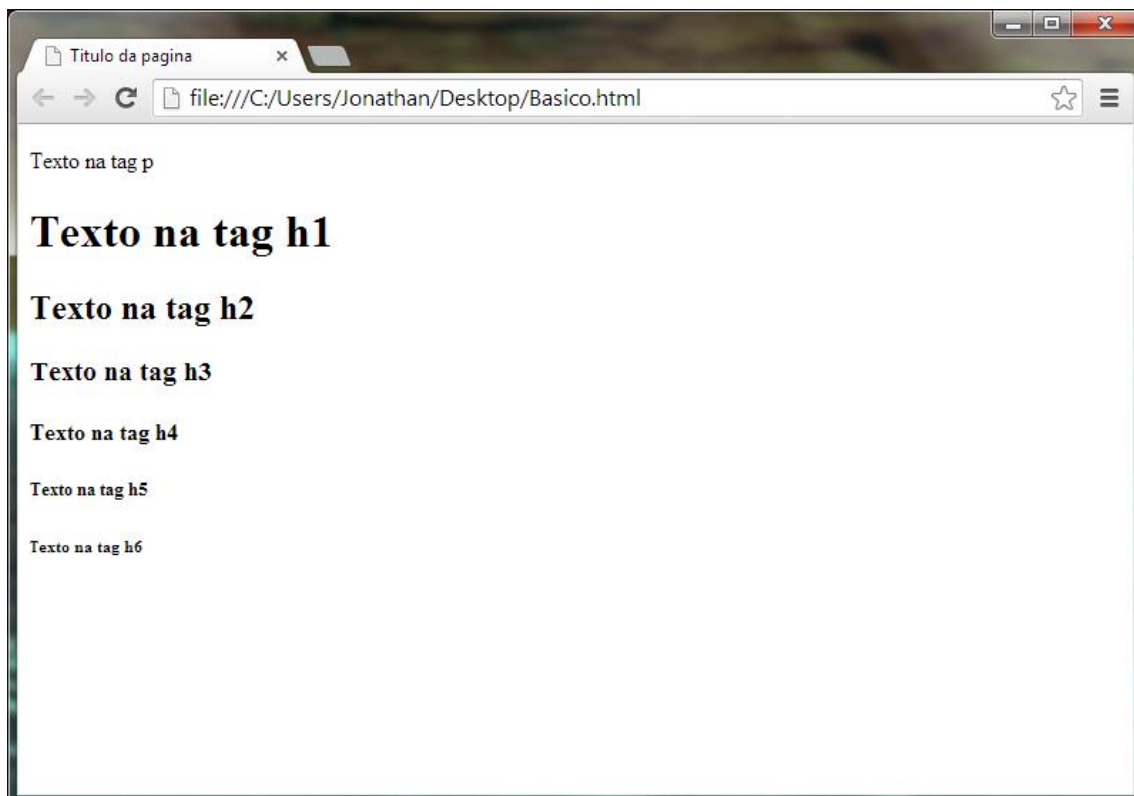 Titulo da pagina
file:///C:/Users/Jonathan/Desktop/Basico.html
Texto na tag p
Texto na tag h1
Texto na tag h2
Texto na tag h3
Texto na tag h4
Texto na tag h5
Texto na tag h6